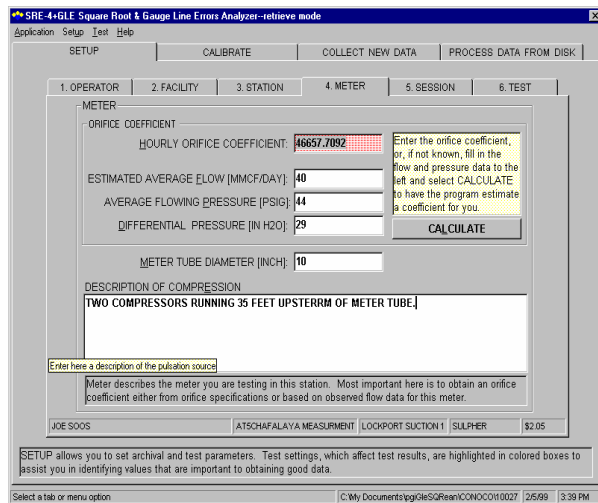 SRE-4+GLE Square Root & Gauge Line Errors Analyzer--retrieve mode
Application Setup Test Help
SETUP CALIBRATE COLLECT NEW DATA PROCESS DATA FROM DISK
1. OPERATOR 2. FACILITY 3. STATION 4. METER 5. SESSION 6. TEST
METER
ORIFICE COEFFICIENT
HOURLY ORIFICE COEFFICIENT: 46657.7092
Enter the orifice coefficient,
or, if not known, fill in the
flow and pressure data to the
left and select CALCULATE
to have the program estimate
a coefficient for you.
ESTIMATED AVERAGE FLOW [MMCF/DAY]: 40
AVERAGE FLOWING PRESSURE [PSIG]: 44
DIFFERENTIAL PRESSURE [IN H2O]: 29
CALCULATE
METER TUBE DIAMETER [INCH]: 10
DESCRIPTION OF COMPRESSION
TWO COMPRESSORS RUNNING 35 FEET UPSTERRM OF METER TUBE.
Enter here a description of the pulsation source
Meter describes the meter you are testing in this station. Most important here is to obtain an orifice
coefficient either from orifice specifications or based on observed flow data for this meter.
JOE SOOS AT5CHAFALAYA MEASURMENT LOCKPORT SUCTION 1 SULPHER $2.05
SETUP allows you to set archival and test parameters. Test settings, which affect test results, are highlighted in colored boxes to
assist you in identifying values that are important to obtaining good data.
Select a tab or menu option C:\My Documents\pgi\GleSQRean\CONOCO\10027 2/5/99 3:39 PM